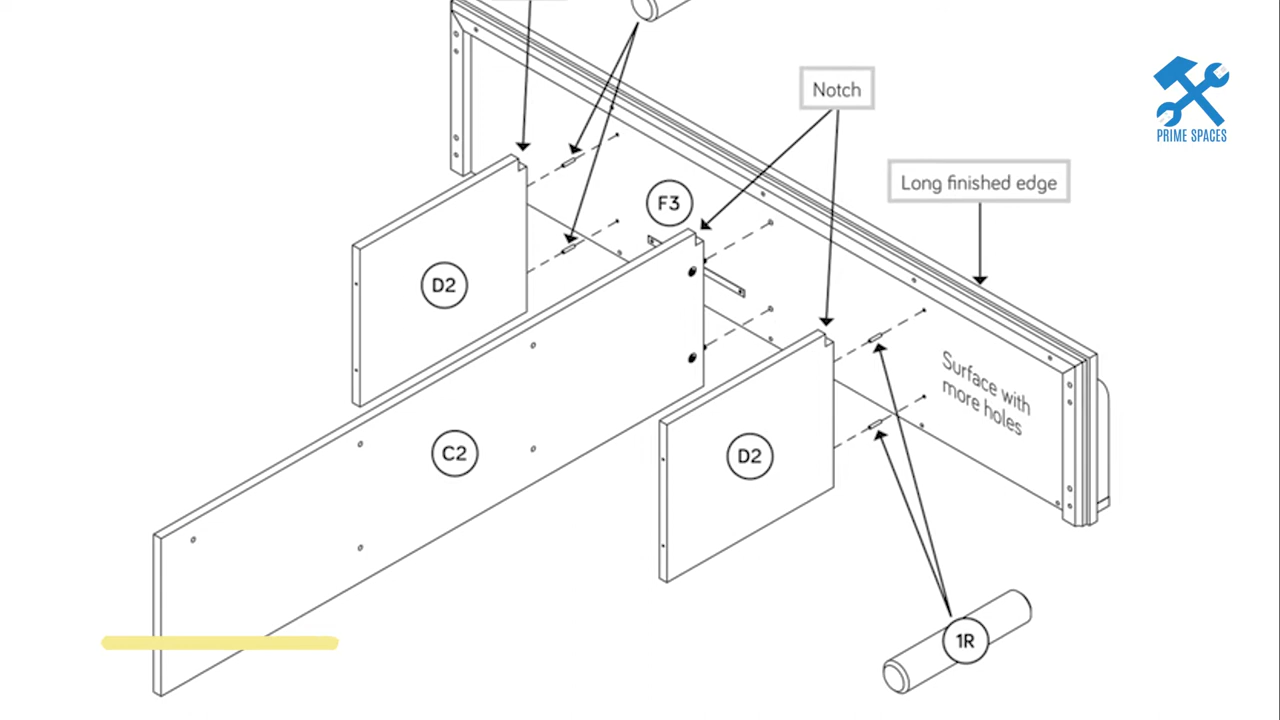 Notch
PRIME SPACES
Long finished edge
F3
D2
Surface with
more holes
C2
D2
1R